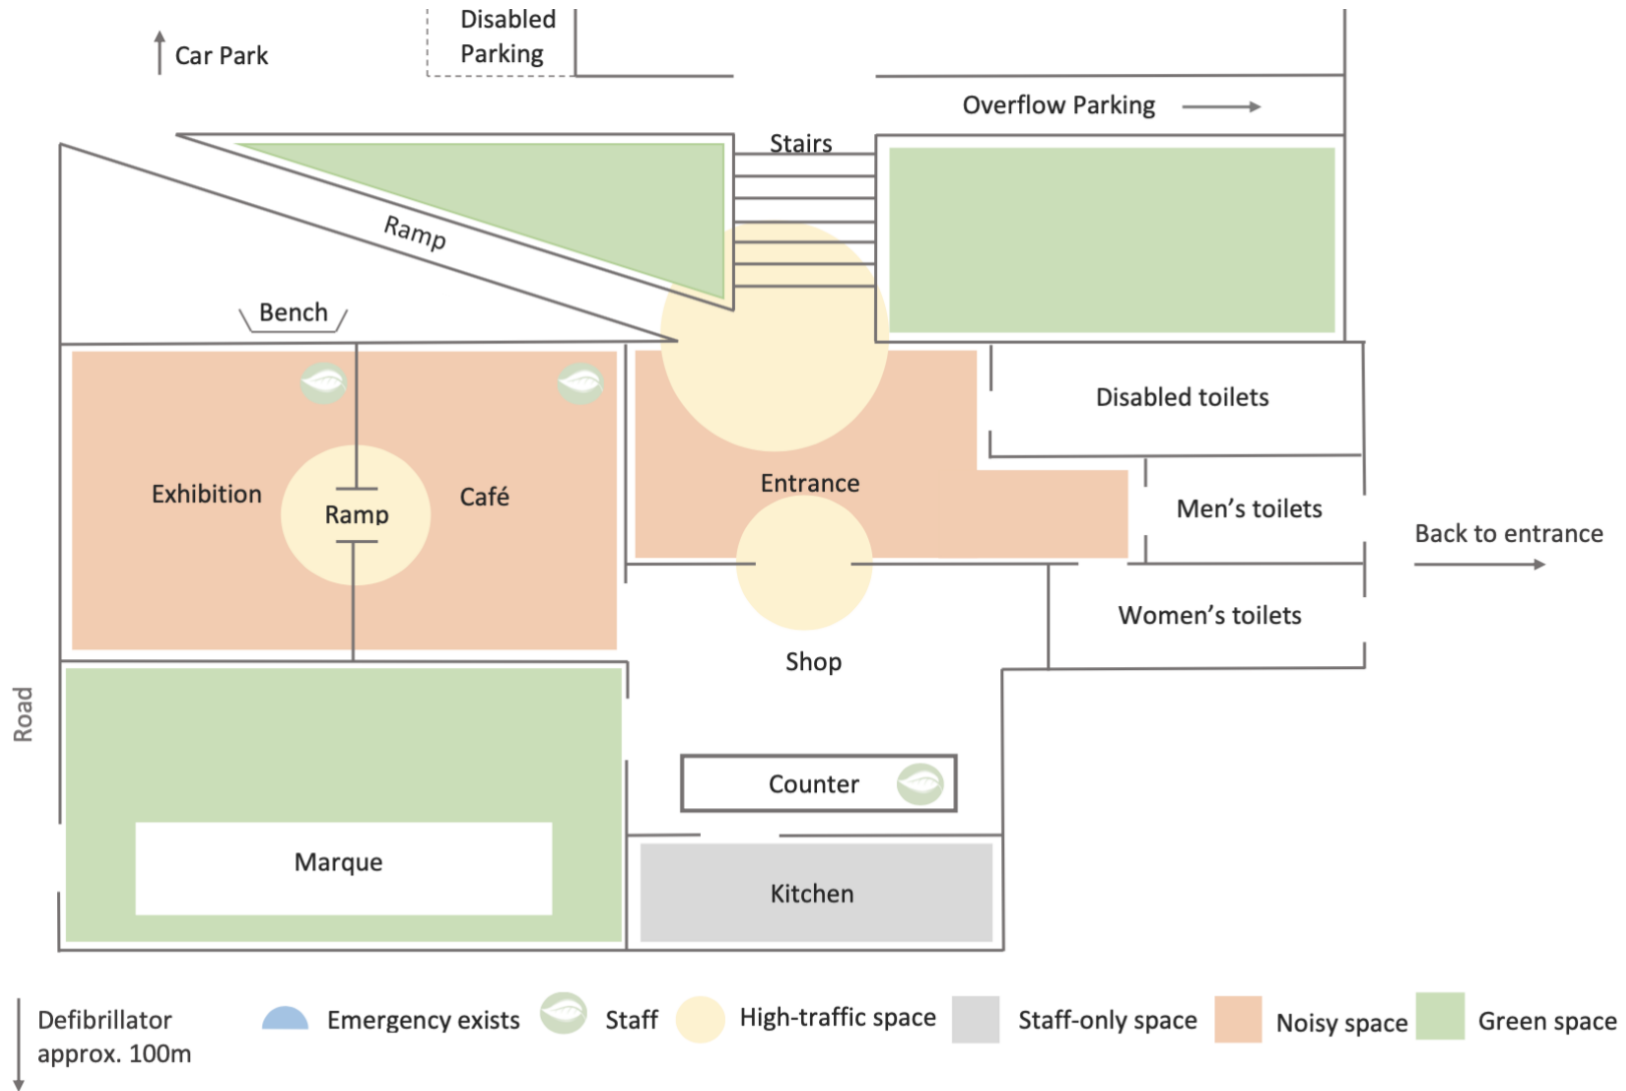 Disabled
Parking
Car Park
Overflow Parking
Stairs
Ramp
Bench
Disabled toilets
Exhibition
Ramp
Café
Entrance
Men's toilets
Back to entrance
Women's toilets
Shop
Road
Counter
Marque
Kitchen
Defibrillator
approx. 100m
Emergency exists
Staff
High-traffic space
Staff-only space
Noisy space
Green space